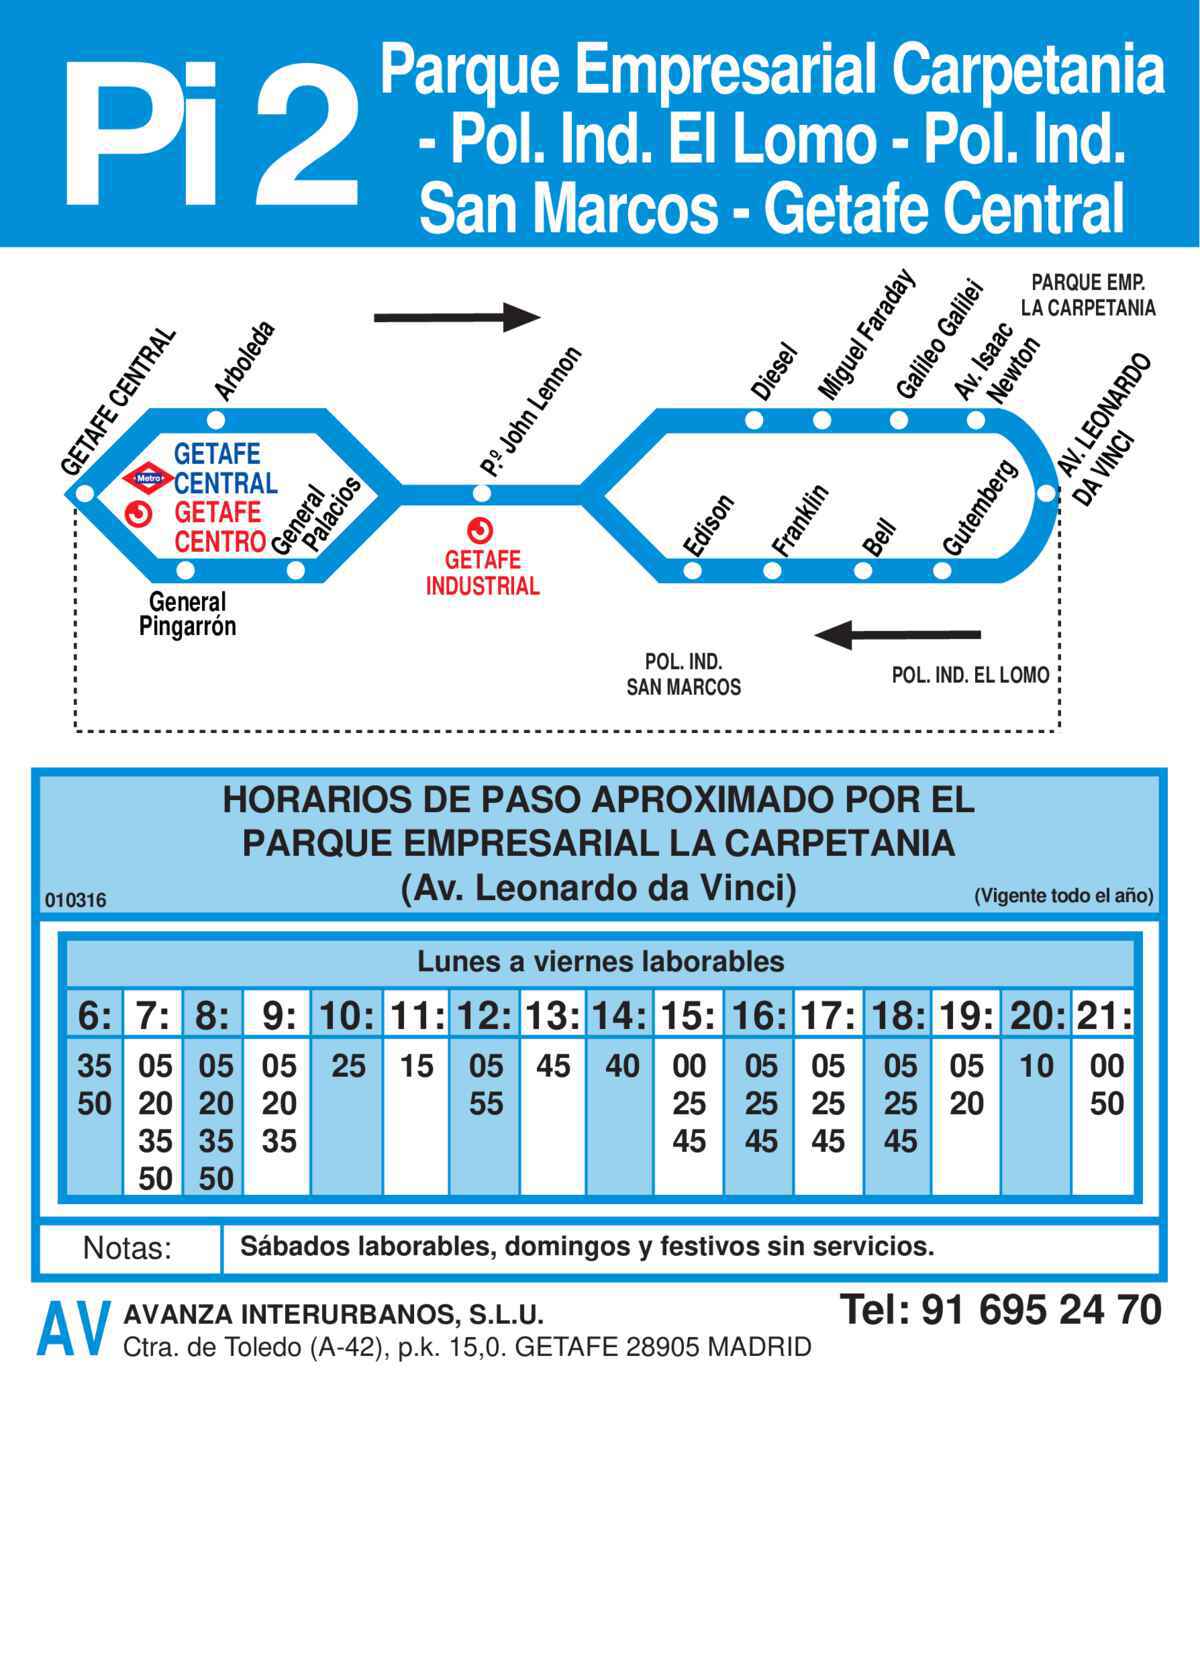 Pi 2
Parque Empresarial Carpetania
- Pol. Ind. El Lomo - Pol. Ind.
San Marcos - Getafe Central
PARQUE EMP.
LA CARPETANIA
GETAFE CENTRAL
Arboleda
P.º John Lennon
Diesel
Miguel Faraday
Galileo Galilei
Av. Isaac
Newton
AV. LEONARDO
DA VINCI
Metro
GETAFE
CENTRAL
GETAFE
CENTRO
General
Palacios
General
Pingarrón
GETAFE
INDUSTRIAL
Edison
Franklin
Bell
Gutemberg
POL. IND.
SAN MARCOS
POL. IND. EL LOMO
HORARIOS DE PASO APROXIMADO POR EL
PARQUE EMPRESARIAL LA CARPETANIA
(Av. Leonardo da Vinci)
010316
(Vigente todo el año)
Lunes a viernes laborables
6: 7: 8: 9: 10: 11: 12: 13: 14: 15: 16: 17: 18: 19: 20: 21:
35 05 05 05 25 15 05 45 40 00 05 05 05 05 10 00
50 20 20 20 55 25 25 25 25 20 50
35 35 35 45 45 45 45
50 50
Notas:
Sábados laborables, domingos y festivos sin servicios.
AV
AVANZA INTERURBANOS, S.L.U.
Ctra. de Toledo (A-42), p.k. 15,0. GETAFE 28905 MADRID
Tel: 91 695 24 70